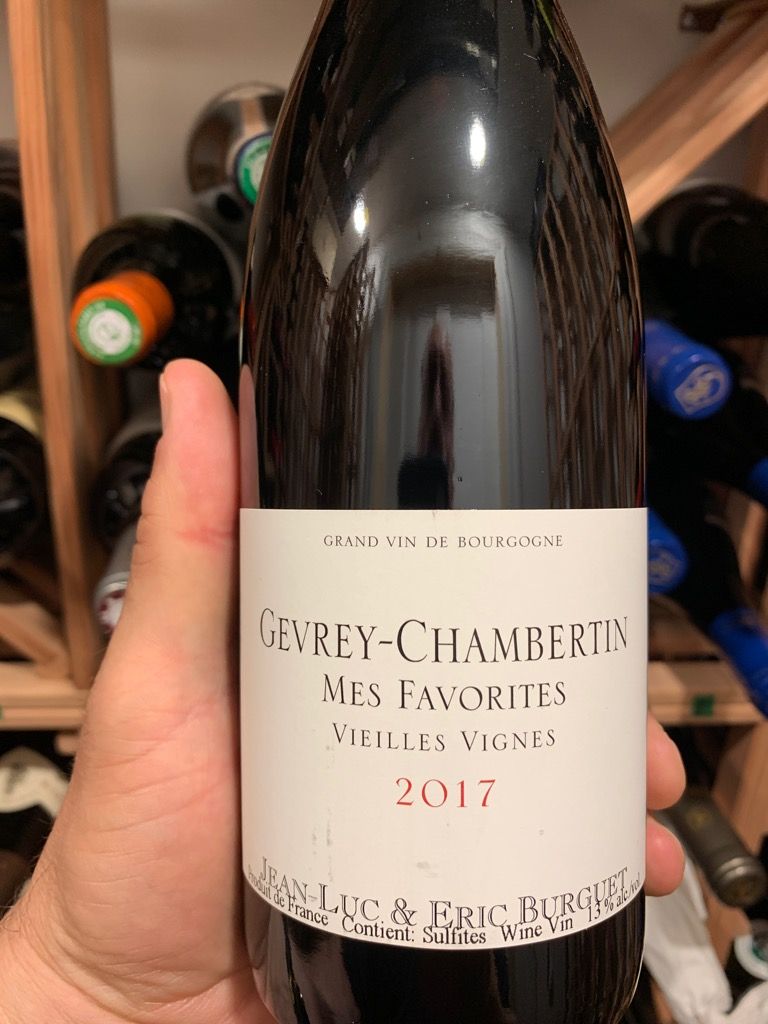 GRAND VIN DE BOURGOGNE
GEVREY-CHAMBERTIN
MES FAVORITES
VIEILLES VIGNES
2017
JEAN-LUC & ERIC BURGUET
Produit de France Contient: Sulfites Wine Vin 13 % alc./vol.